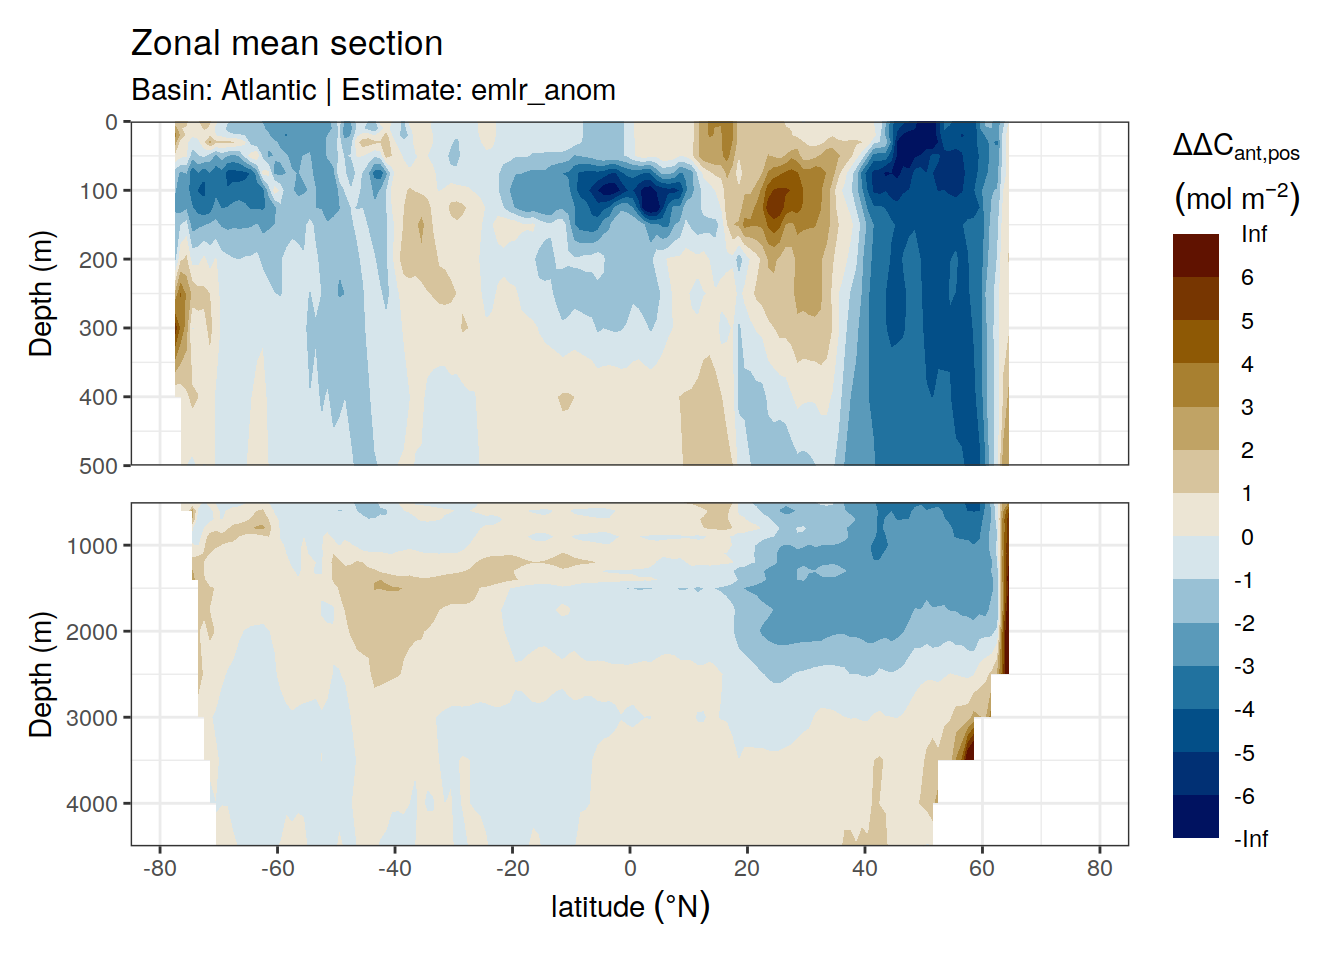 Zonal mean section
Basin: Atlantic | Estimate: emlr_anom
0
100
200
300
400
500
Depth (m)
1000
2000
3000
4000
Depth (m)
-80 -60 -40 -20 0 20 40 60 80
latitude (°N)
ΔΔC_ant,pos
(mol m⁻²)
Inf
6
5
4
3
2
1
0
-1
-2
-3
-4
-5
-6
-Inf